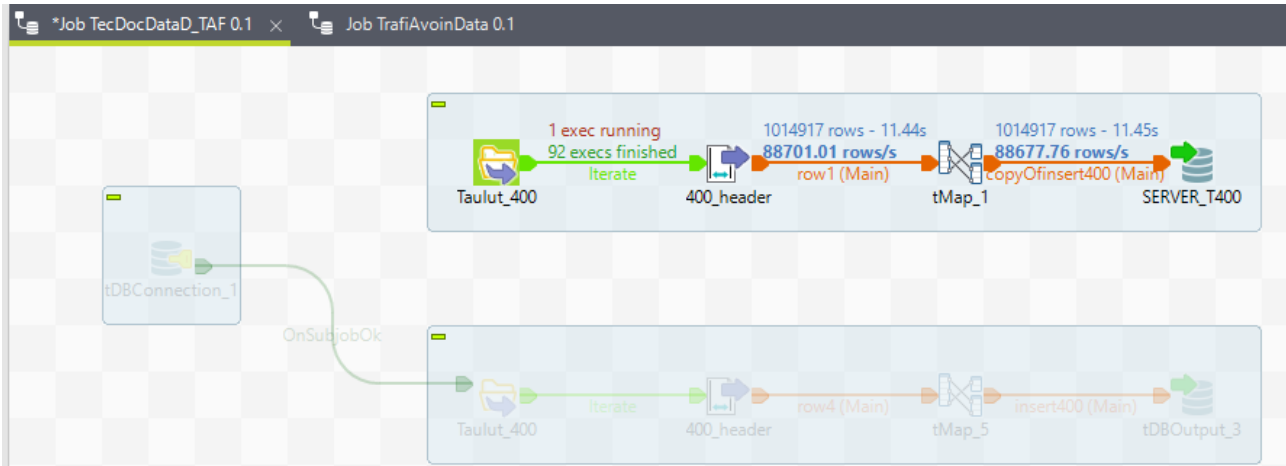 *Job TecDocDataD_TAF 0.1
Job TrafiAvoinData 0.1
1 exec running
92 execs finished
Iterate
1014917 rows - 11.44s
88701.01 rows/s
row1 (Main)
1014917 rows - 11.45s
88677.76 rows/s
copyOfinsert400 (Main)
Taulut_400
400_header
tMap_1
SERVER_T400
tDBConnection_1
OnSubjobOk
Iterate
row4 (Main)
insert400 (Main)
Taulut_400
400_header
tMap_5
tDBOutput_3